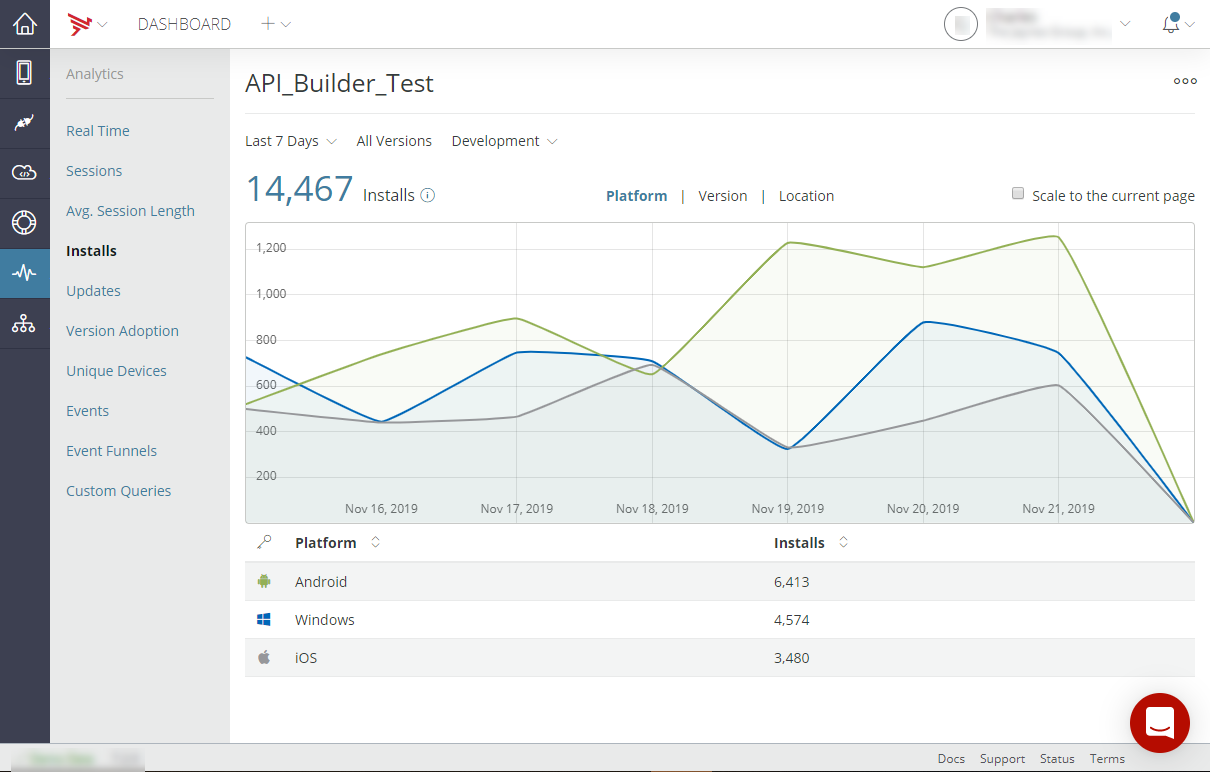 DASHBOARD
Analytics
Real Time
Sessions
Avg. Session Length
Installs
Updates
Version Adoption
Unique Devices
Events
Event Funnels
Custom Queries
API_Builder_Test
Last 7 Days All Versions Development
14,467 Installs Platform | Version | Location Scale to the current page
1,200
1,000
800
600
400
200
Nov 16, 2019 Nov 17, 2019 Nov 18, 2019 Nov 19, 2019 Nov 20, 2019 Nov 21, 2019
Platform Installs
Android 6,413
Windows 4,574
iOS 3,480
Docs Support Status Terms